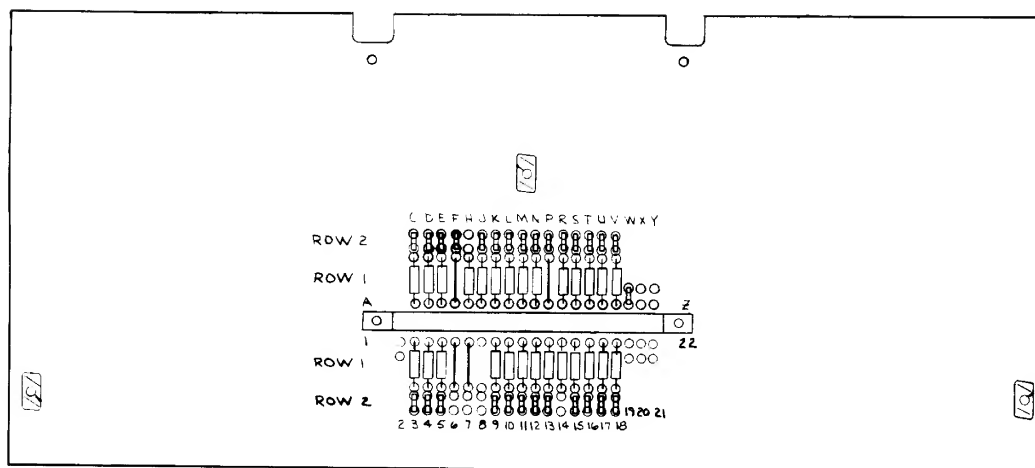 C D E F H J K L M N P R S T U V W X Y
ROW 2
ROW 1
A Z
1 22
ROW 1
ROW 2
2 3 4 5 6 7 8 9 10 11 12 13 14 15 16 17 18 19 20 21